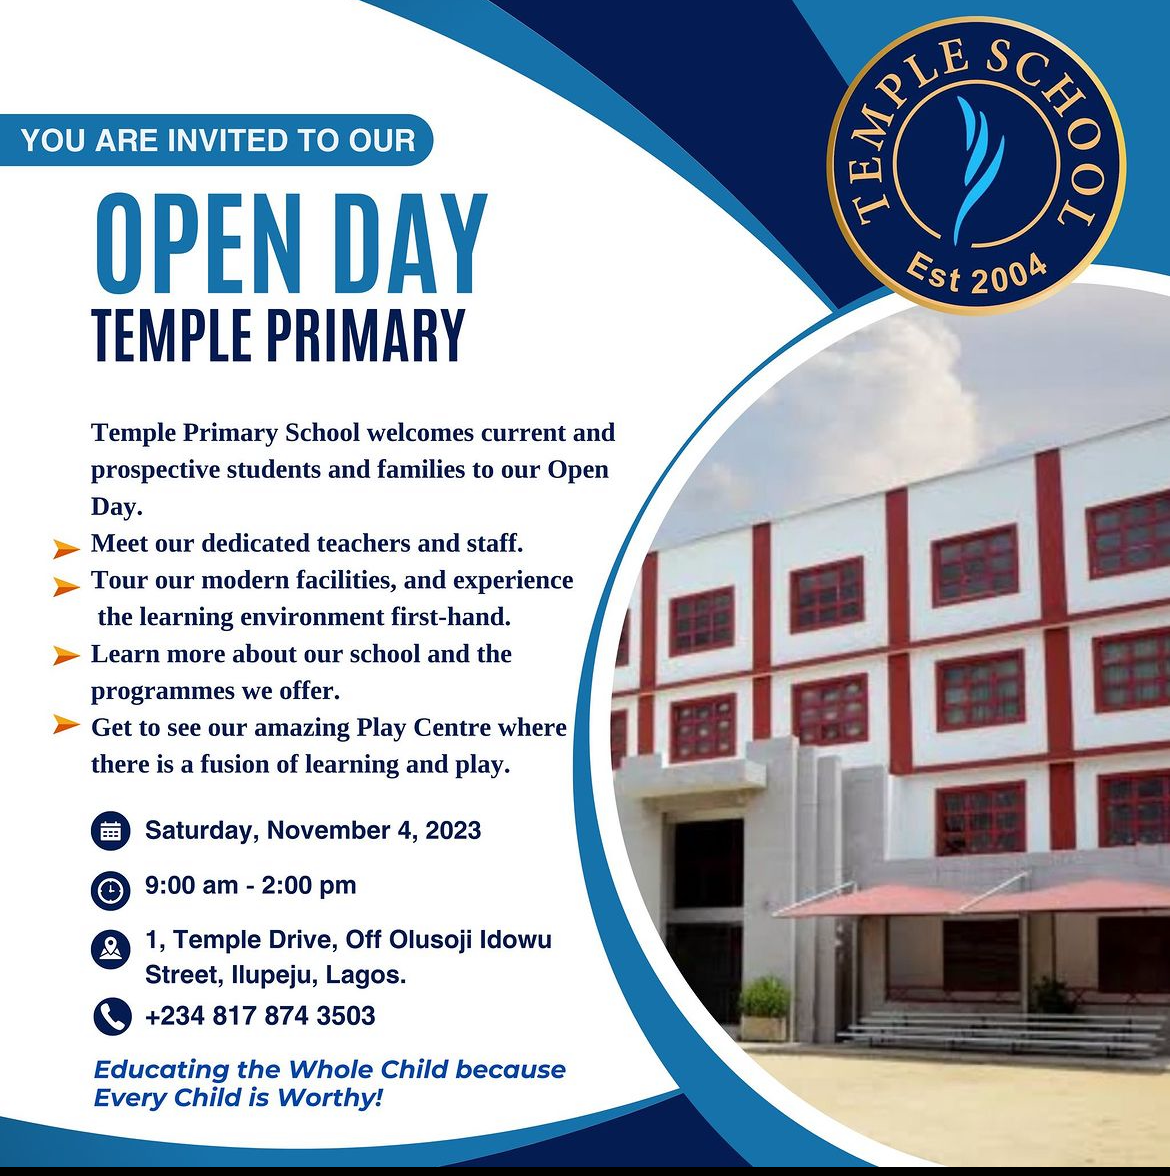 TEMPLE SCHOOL
Est 2004
YOU ARE INVITED TO OUR
OPEN DAY
TEMPLE PRIMARY
Temple Primary School welcomes current and
prospective students and families to our Open
Day.
Meet our dedicated teachers and staff.
Tour our modern facilities, and experience
the learning environment first-hand.
Learn more about our school and the
programmes we offer.
Get to see our amazing Play Centre where
there is a fusion of learning and play.
Saturday, November 4, 2023
9:00 am - 2:00 pm
1, Temple Drive, Off Olusoji Idowu
Street, Ilupeju, Lagos.
+234 817 874 3503
Educating the Whole Child because
Every Child is Worthy!